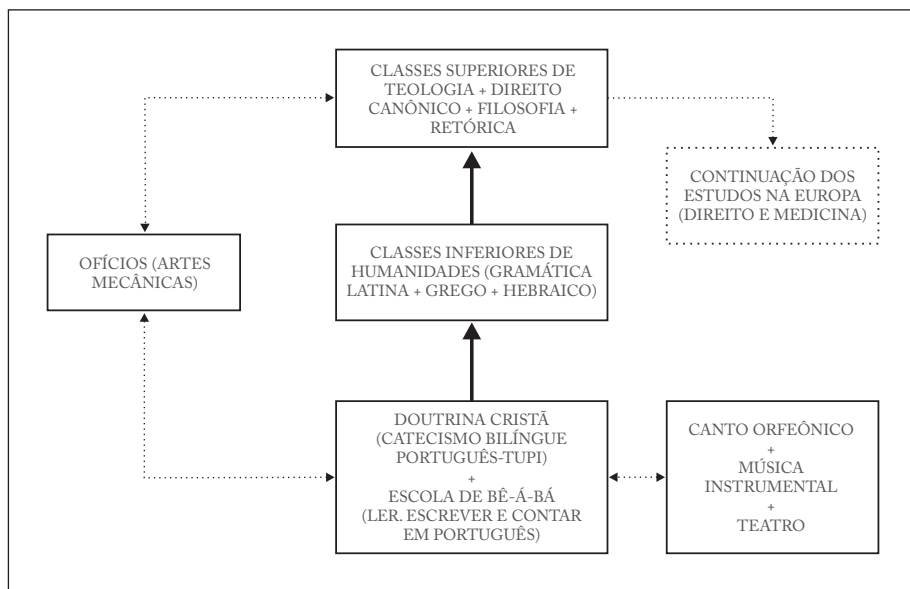 CLASSES SUPERIORES DE
TEOLOGIA + DIREITO
CANÔNICO + FILOSOFIA +
RETÓRICA
CONTINUAÇÃO DOS
ESTUDOS NA EUROPA
(DIREITO E MEDICINA)
OFÍCIOS (ARTES
MECÂNICAS)
CLASSES INFERIORES DE
HUMANIDADES (GRAMÁTICA
LATINA + GREGO + HEBRAICO)
DOUTRINA CRISTÃ
(CATECISMO BILÍNGUE
PORTUGUÊS-TUPI)
+
ESCOLA DE BÊ-Á-BÁ
(LER. ESCREVER E CONTAR
EM PORTUGUÊS)
CANTO ORFEÔNICO
+
MÚSICA
INSTRUMENTAL
+
TEATRO